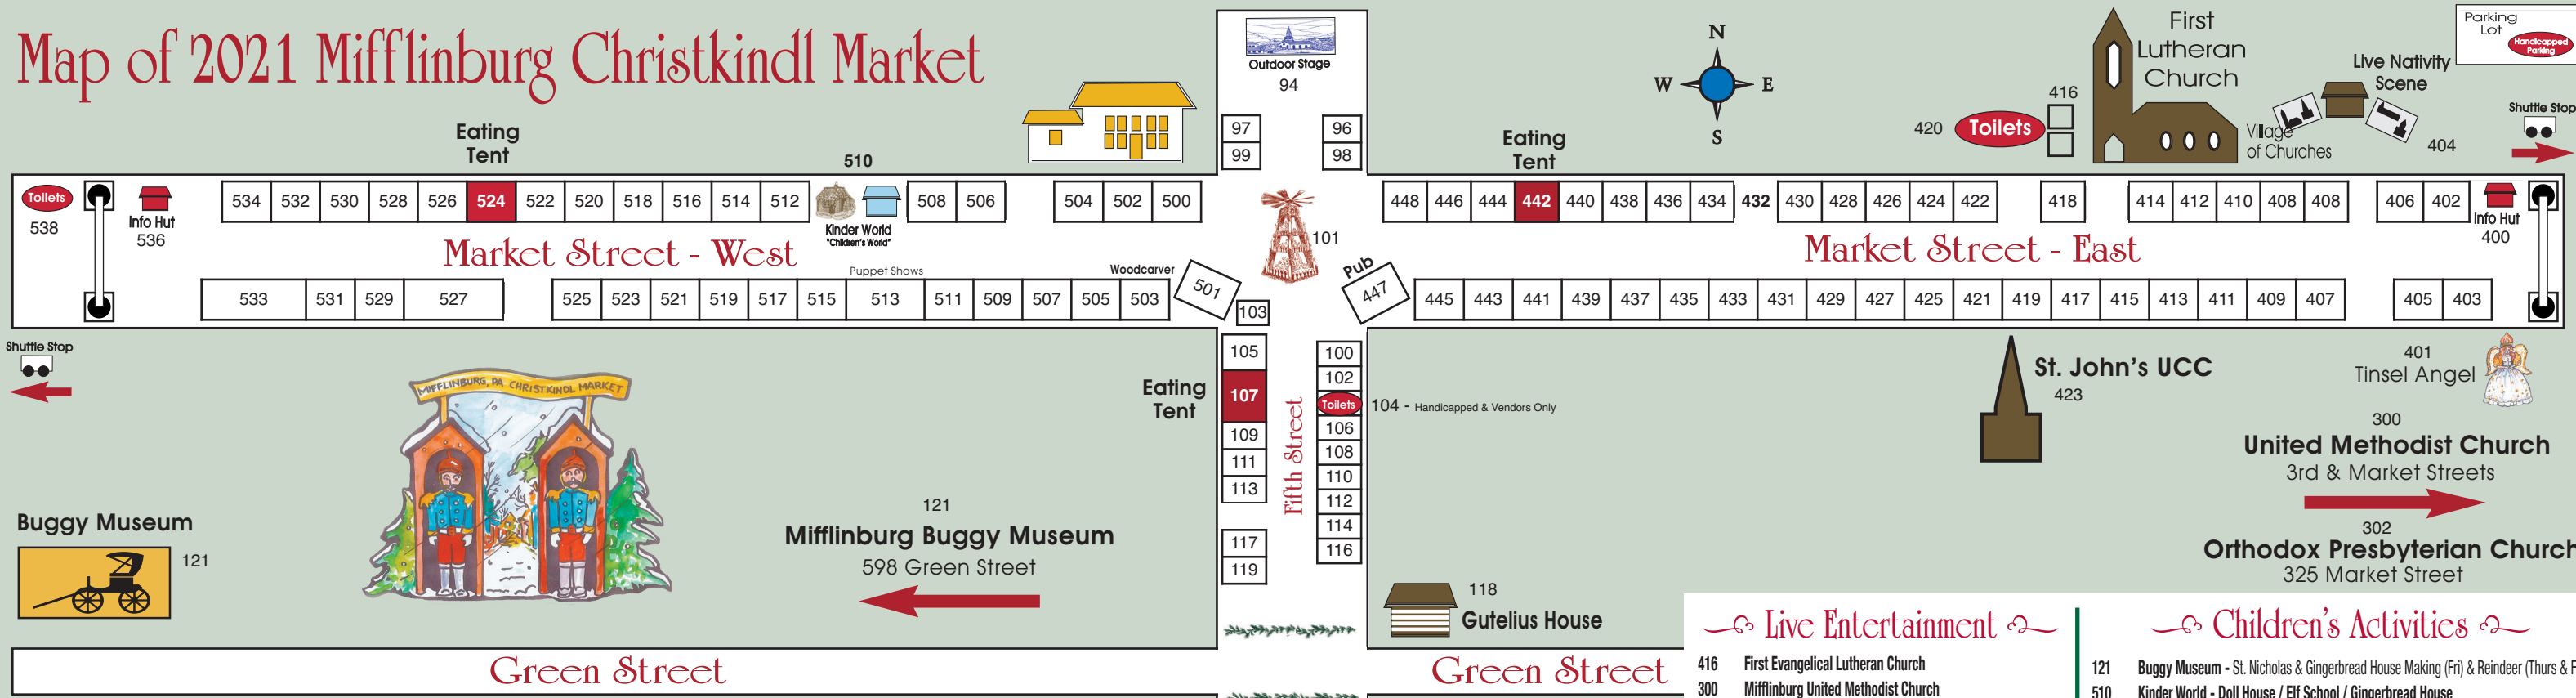 Map of 2021 Mifflinburg Christkindl Market
Outdoor Stage
94
97
99
96
98
N
W E
S
First
Lutheran
Church
416
420 Toilets
Live Nativity
Scene
Village
of Churches
404
Parking
Lot
Handicapped
Parking
Shuttle Stop
Eating
Tent
510
Eating
Tent
Toilets
538
Info Hut
536
534 532 530 528 526 524 522 520 518 516 514 512
Kinder World
"Children's World"
508 506
504 502 500
101
448 446 444 442 440 438 436 434 432 430 428 426 424 422
418
414 412 410 408 408
406 402
Info Hut
400
Market Street - West
Market Street - East
Puppet Shows
Woodcarver
533 531 529 527
525 523 521 519 517 515 513 511 509 507 505 503
501
103
Pub
447
445 443 441 439 437 435 433 431 429 427 425 421 419 417 415 413 411 409 407
405 403
Shuttle Stop
MIFFLINBURG, PA CHRISTKINDL MARKET
Eating
Tent
105
107
109
111
113
117
119
Fifth Street
100
102
Toilets
104 - Handicapped & Vendors Only
106
108
110
112
114
116
St. John's UCC
423
401
Tinsel Angel
300
United Methodist Church
3rd & Market Streets
302
Orthodox Presbyterian Church
325 Market Street
Buggy Museum
121
121
Mifflinburg Buggy Museum
598 Green Street
118
Gutelius House
Green Street
Green Street
Live Entertainment
416 First Evangelical Lutheran Church
300 Mifflinburg United Methodist Church
Children's Activities
121 Buggy Museum - St. Nicholas & Gingerbread House Making (Fri) & Reindeer (Thurs & F
510 Kinder World - Doll House / Elf School / Gingerbread House